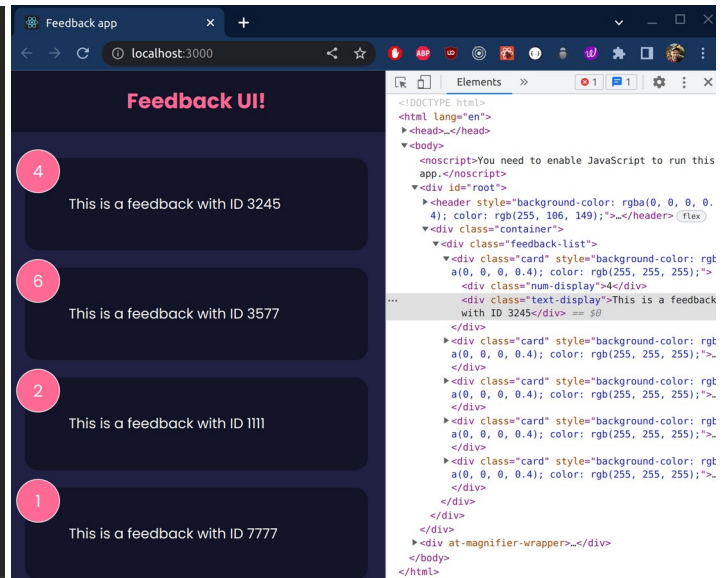 Feedback app
localhost:3000
ABP
Feedback UI!
4
This is a feedback with ID 3245
6
This is a feedback with ID 3577
2
This is a feedback with ID 1111
1
This is a feedback with ID 7777
Elements » 1 1
<!DOCTYPE html>
<html lang="en">
<head>…</head>
<body>
<noscript>You need to enable JavaScript to run this
app.</noscript>
<div id="root">
<header style="background-color: rgba(0, 0, 0, 0.
4); color: rgb(255, 106, 149);">…</header> flex
<div class="container">
<div class="feedback-list">
<div class="card" style="background-color: rgb
a(0, 0, 0, 0.4); color: rgb(255, 255, 255);">
<div class="num-display">4</div>
… <div class="text-display">This is a feedback
with ID 3245</div> == $0
</div>
<div class="card" style="background-color: rgb
a(0, 0, 0, 0.4); color: rgb(255, 255, 255);">…
</div>
<div class="card" style="background-color: rgb
a(0, 0, 0, 0.4); color: rgb(255, 255, 255);">…
</div>
<div class="card" style="background-color: rgb
a(0, 0, 0, 0.4); color: rgb(255, 255, 255);">…
</div>
<div class="card" style="background-color: rgb
a(0, 0, 0, 0.4); color: rgb(255, 255, 255);">…
</div>
</div>
</div>
</div>
<div at-magnifier-wrapper>…</div>
</body>
</html>